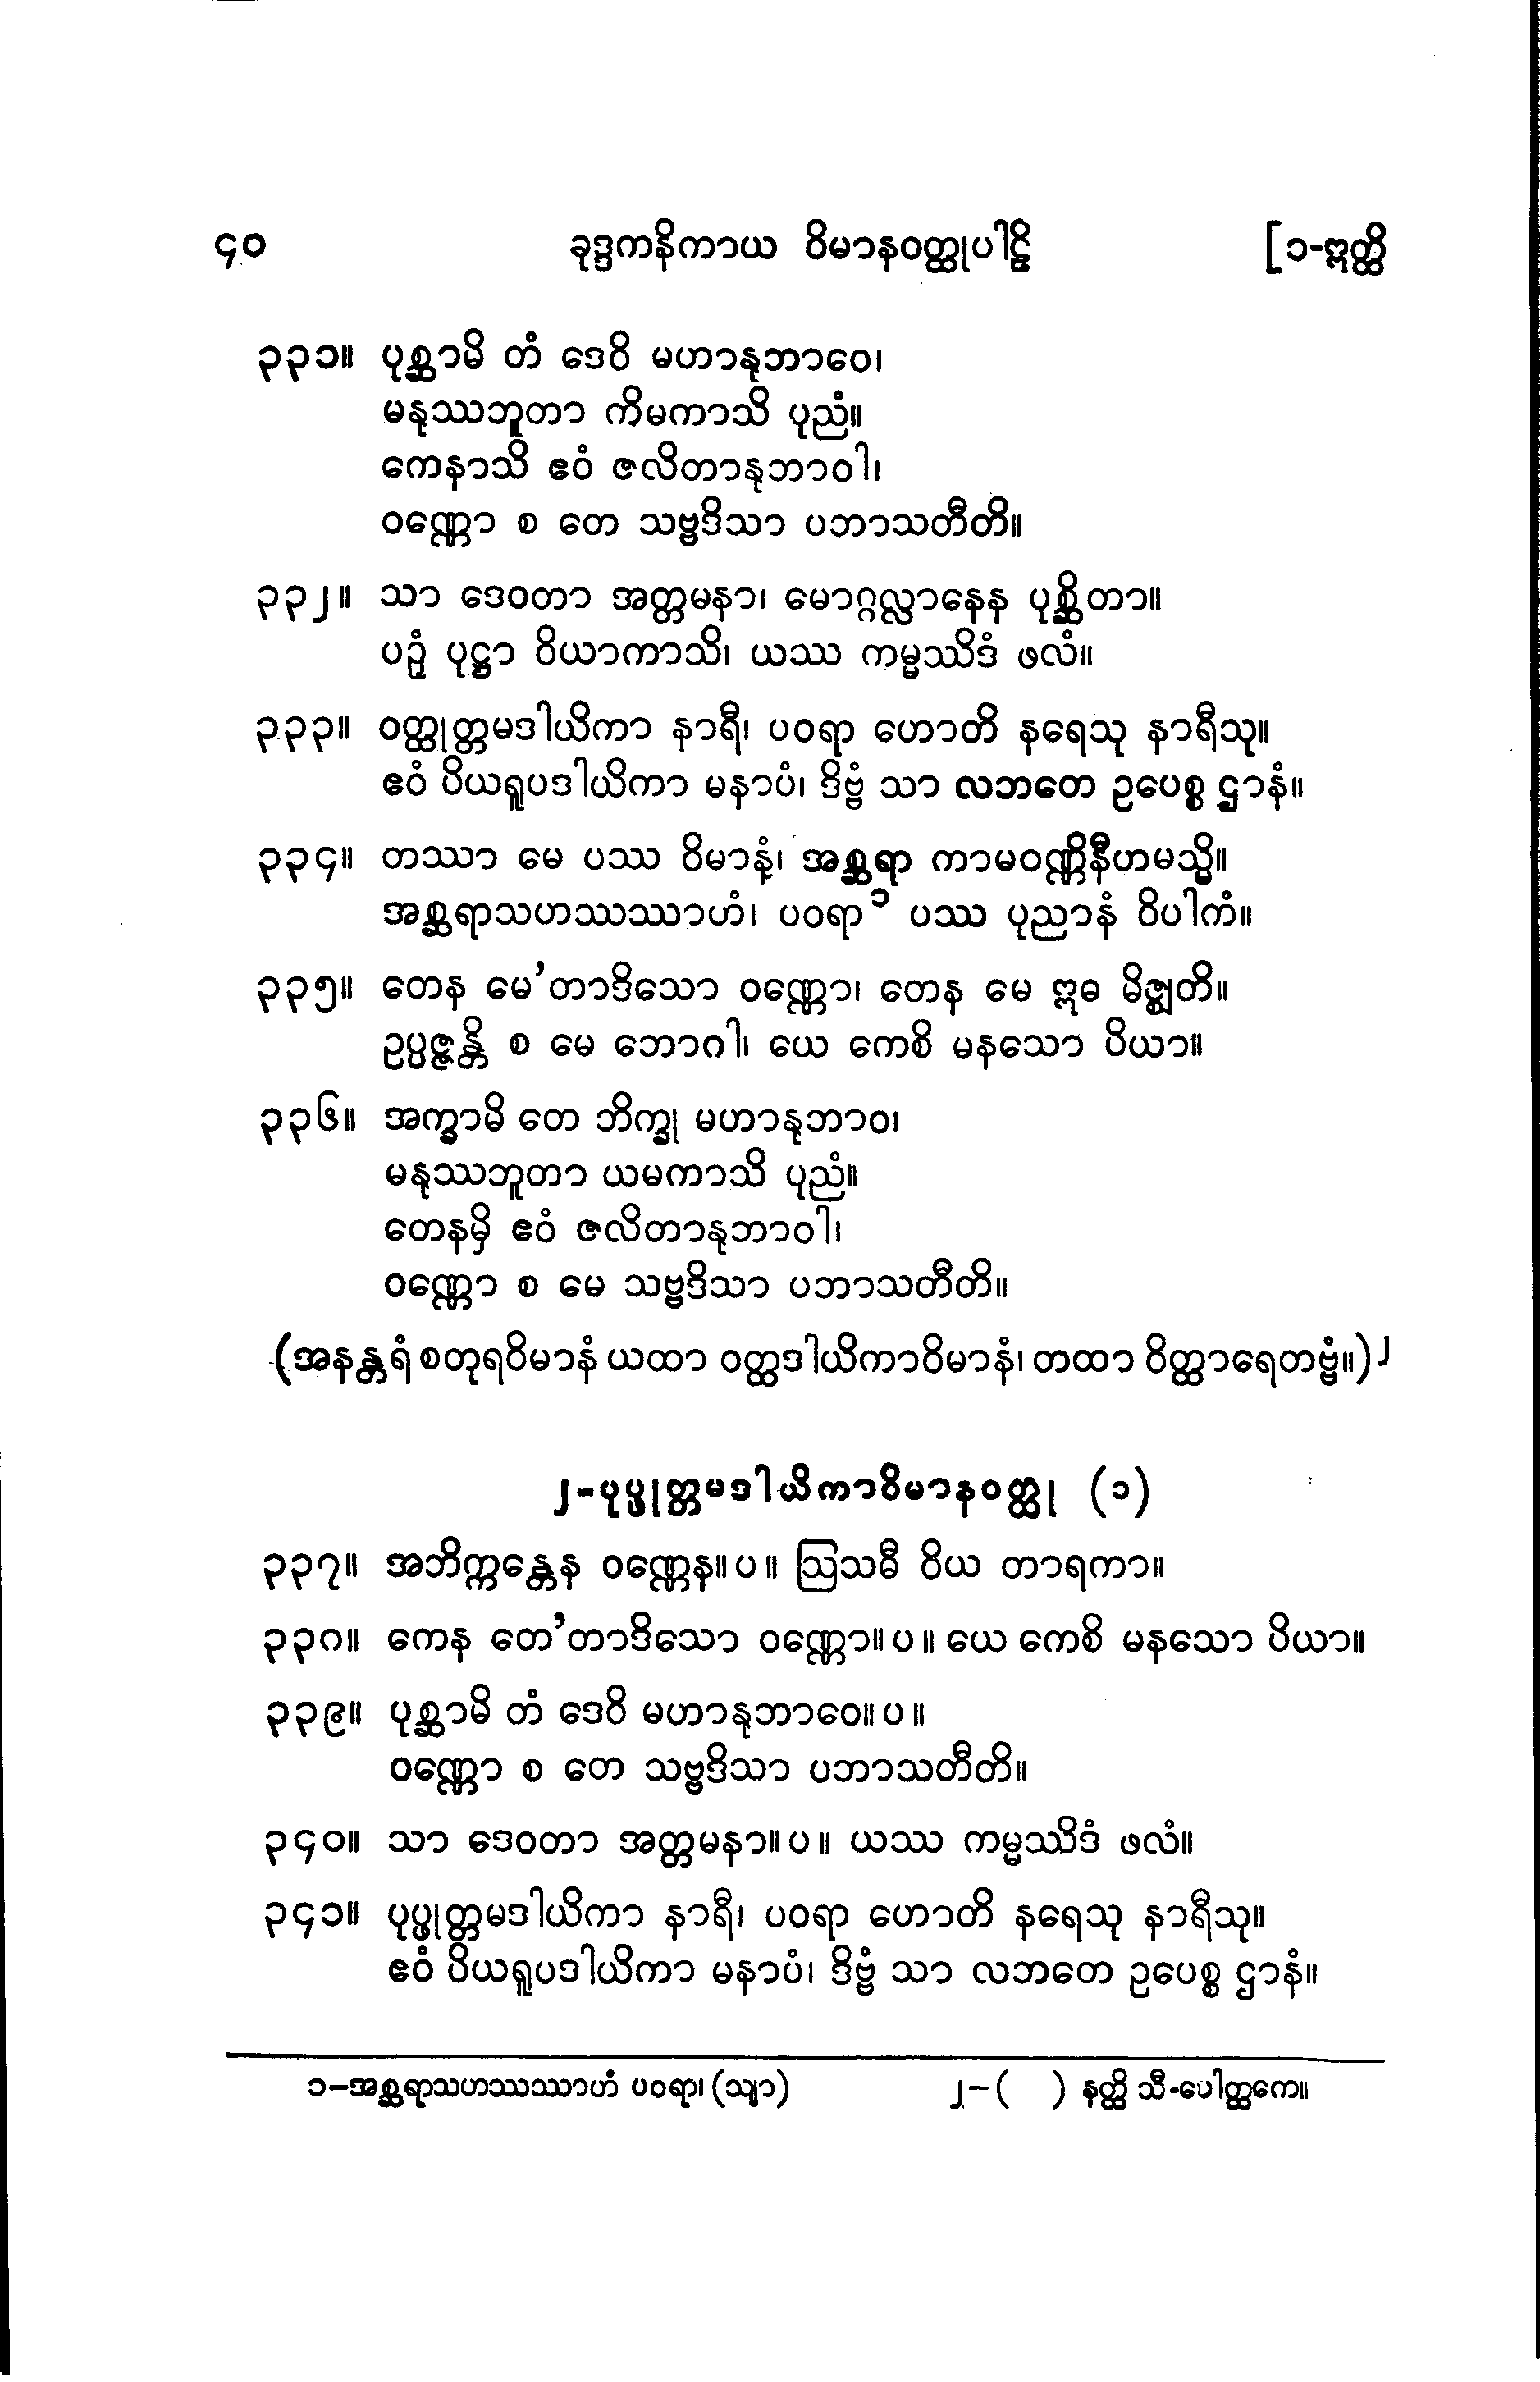 ၄၀ ခုဒ္ဒကနိကာယ ဝိမာနဝတ္ထုပါဠိ [၁-ဣတ္ထိ
၃၃၁။ ပုစ္ဆာမိ တံ ဒေဝိ မဟာနုဘာဝေ၊
မနုဿဘူတာ ကိမကာသိ ပုညံ။
ကေနာသိ ဧဝံ ဇလိတာနုဘာဝါ၊
ဝဏ္ဏော စ တေ သဗ္ဗဒိသာ ပဘာသတီတိ။
၃၃၂။ သာ ဒေဝတာ အတ္တမနာ၊ မောဂ္ဂလ္လာနေန ပုစ္ဆိတာ။
ပဉှံ ပုဋ္ဌာ ဝိယာကာသိ၊ ယဿ ကမ္မဿိဒံ ဖလံ။
၃၃၃။ ဝတ္ထုတ္တမဒါယိကာ နာရီ၊ ပဝရာ ဟောတိ နရေသု နာရီသု။
ဧဝံ ပိယရူပဒါယိကာ မနာပံ၊ ဒိဗ္ဗံ သာ လဘတေ ဥပေစ္စ ဌာနံ။
၃၃၄။ တဿာ မေ ပဿ ဝိမာနံ၊ အစ္ဆရာ ကာမဝဏ္ဏိနီဟမသ္မိ။
အစ္ဆရာသဟဿဿာဟံ၊ ပဝရာ ၁ ပဿ ပုညာနံ ဝိပါကံ။
၃၃၅။ တေန မေ’တာဒိသော ဝဏ္ဏော၊ တေန မေ ဣဓ မိဇ္ဈတိ။
ဥပ္ပဇ္ဇန္တိ စ မေ ဘောဂါ၊ ယေ ကေစိ မနသော ပိယာ။
၃၃၆။ အက္ခာမိ တေ ဘိက္ခု မဟာနုဘာဝ၊
မနုဿဘူတာ ယမကာသိ ပုညံ။
တေနမှိ ဧဝံ ဇလိတာနုဘာဝါ၊
ဝဏ္ဏော စ မေ သဗ္ဗဒိသာ ပဘာသတီတိ။
(အနန္တရံ စတုရဝိမာနံ ယထာ ဝတ္ထဒါယိကာဝိမာနံ၊ တထာ ဝိတ္ထာရေတဗ္ဗံ။) ၂
၂-ပုပ္ဖုတ္တမဒါယိကာဝိမာနဝတ္ထု (၁)
၃၃၇။ အဘိက္ကန္တေန ဝဏ္ဏေန။ ပ။ ဩသဓီ ဝိယ တာရကာ။
၃၃၈။ ကေန တေ’တာဒိသော ဝဏ္ဏော။ ပ။ ယေ ကေစိ မနသော ပိယာ။
၃၃၉။ ပုစ္ဆာမိ တံ ဒေဝိ မဟာနုဘာဝေ။ ပ။
ဝဏ္ဏော စ တေ သဗ္ဗဒိသာ ပဘာသတီတိ။
၃၄၀။ သာ ဒေဝတာ အတ္တမနာ။ ပ။ ယဿ ကမ္မဿိဒံ ဖလံ။
၃၄၁။ ပုပ္ဖုတ္တမဒါယိကာ နာရီ၊ ပဝရာ ဟောတိ နရေသု နာရီသု။
ဧဝံ ပိယရူပဒါယိကာ မနာပံ၊ ဒိဗ္ဗံ သာ လဘတေ ဥပေစ္စ ဌာနံ။
၁-အစ္ဆရာသဟဿဿာဟံ ပဝရာ၊ (သျာ) ၂-( ) နတ္ထိ သီ-ပေါတ္ထကေ။